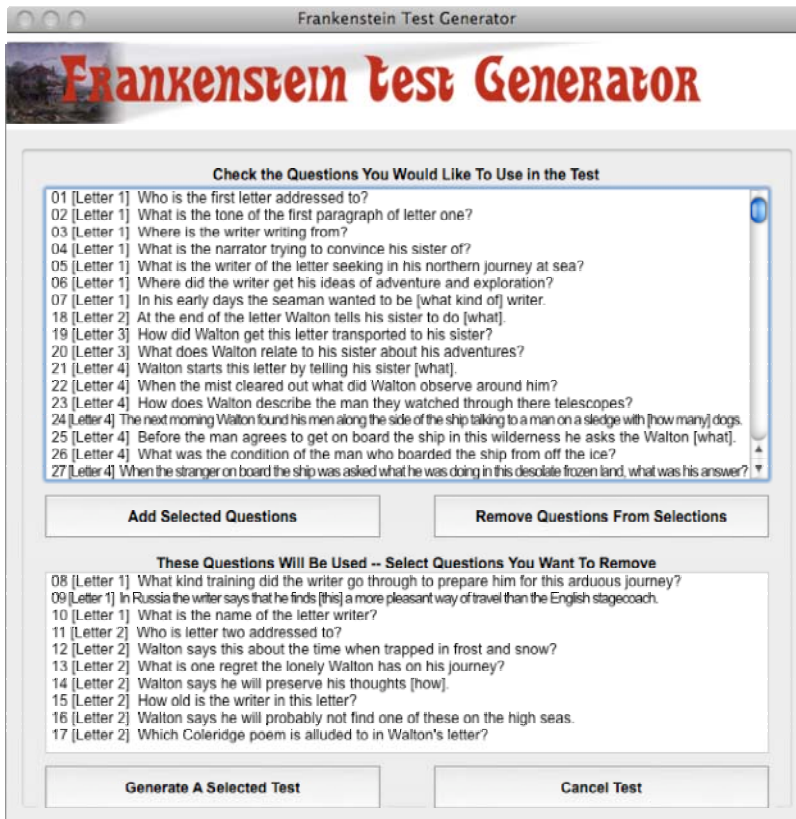 Frankenstein Test Generator
Frankenstein Test Generator
Check the Questions You Would Like To Use in the Test
01 [Letter 1] Who is the first letter addressed to?
02 [Letter 1] What is the tone of the first paragraph of letter one?
03 [Letter 1] Where is the writer writing from?
04 [Letter 1] What is the narrator trying to convince his sister of?
05 [Letter 1] What is the writer of the letter seeking in his northern journey at sea?
06 [Letter 1] Where did the writer get his ideas of adventure and exploration?
07 [Letter 1] In his early days the seaman wanted to be [what kind of] writer.
18 [Letter 2] At the end of the letter Walton tells his sister to do [what].
19 [Letter 3] How did Walton get this letter transported to his sister?
20 [Letter 3] What does Walton relate to his sister about his adventures?
21 [Letter 4] Walton starts this letter by telling his sister [what].
22 [Letter 4] When the mist cleared out what did Walton observe around him?
23 [Letter 4] How does Walton describe the man they watched through there telescopes?
24 [Letter 4] The next morning Walton found his men along the side of the ship talking to a man on a sledge with [how many] dogs.
25 [Letter 4] Before the man agrees to get on board the ship in this wilderness he asks the Walton [what].
26 [Letter 4] What was the condition of the man who boarded the ship from off the ice?
27 [Letter 4] When the stranger on board the ship was asked what he was doing in this desolate frozen land, what was his answer?
Add Selected Questions
Remove Questions From Selections
These Questions Will Be Used -- Select Questions You Want To Remove
08 [Letter 1] What kind training did the writer go through to prepare him for this arduous journey?
09 [Letter 1] In Russia the writer says that he finds [this] a more pleasant way of travel than the English stagecoach.
10 [Letter 1] What is the name of the letter writer?
11 [Letter 2] Who is letter two addressed to?
12 [Letter 2] Walton says this about the time when trapped in frost and snow?
13 [Letter 2] What is one regret the lonely Walton has on his journey?
14 [Letter 2] Walton says he will preserve his thoughts [how].
15 [Letter 2] How old is the writer in this letter?
16 [Letter 2] Walton says he will probably not find one of these on the high seas.
17 [Letter 2] Which Coleridge poem is alluded to in Walton's letter?
Generate A Selected Test
Cancel Test